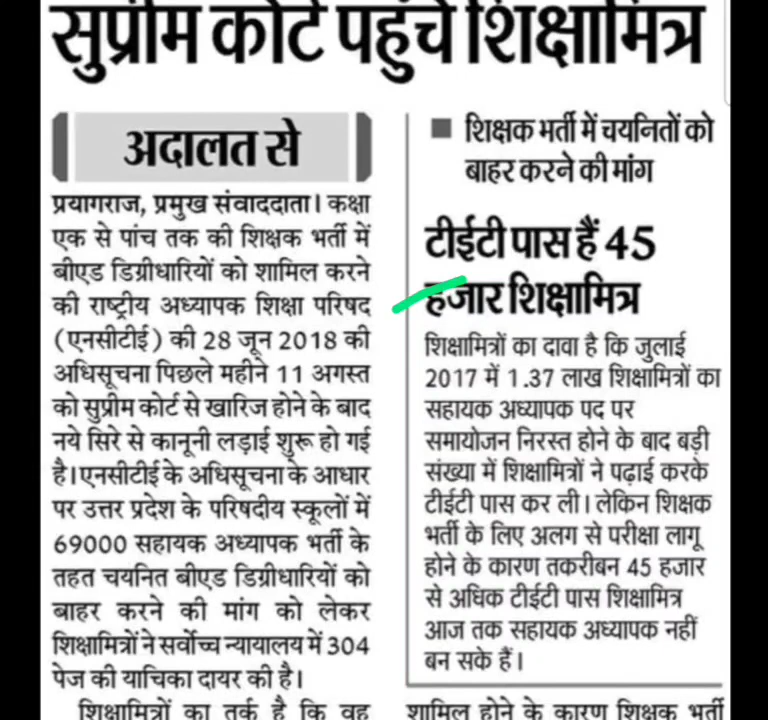 सुप्रीम कोर्ट पहुंचे शिक्षामित्र
अदालत से
प्रयागराज, प्रमुख संवाददाता। कक्षा
एक से पांच तक की शिक्षक भर्ती में
बीएड डिग्रीधारियों को शामिल करने
की राष्ट्रीय अध्यापक शिक्षा परिषद
(एनसीटीई) की 28 जून 2018 की
अधिसूचना पिछले महीने 11 अगस्त
को सुप्रीम कोर्ट से खारिज होने के बाद
नये सिरे से कानूनी लड़ाई शुरू हो गई
है। एनसीटीई के अधिसूचना के आधार
पर उत्तर प्रदेश के परिषदीय स्कूलों में
69000 सहायक अध्यापक भर्ती के
तहत चयनित बीएड डिग्रीधारियों को
बाहर करने की मांग को लेकर
शिक्षामित्रों ने सर्वोच्च न्यायालय में 304
पेज की याचिका दायर की है।
शिक्षामित्रों का तर्क है कि वह
■ शिक्षक भर्ती में चयनितों को
बाहर करने की मांग
टीईटी पास हैं 45
हजार शिक्षामित्र
शिक्षामित्रों का दावा है कि जुलाई
2017 में 1.37 लाख शिक्षामित्रों का
सहायक अध्यापक पद पर
समायोजन निरस्त होने के बाद बड़ी
संख्या में शिक्षामित्रों ने पढ़ाई करके
टीईटी पास कर ली। लेकिन शिक्षक
भर्ती के लिए अलग से परीक्षा लागू
होने के कारण तकरीबन 45 हजार
से अधिक टीईटी पास शिक्षामित्र
आज तक सहायक अध्यापक नहीं
बन सके हैं।
शामिल होने के कारण शिक्षक भर्ती